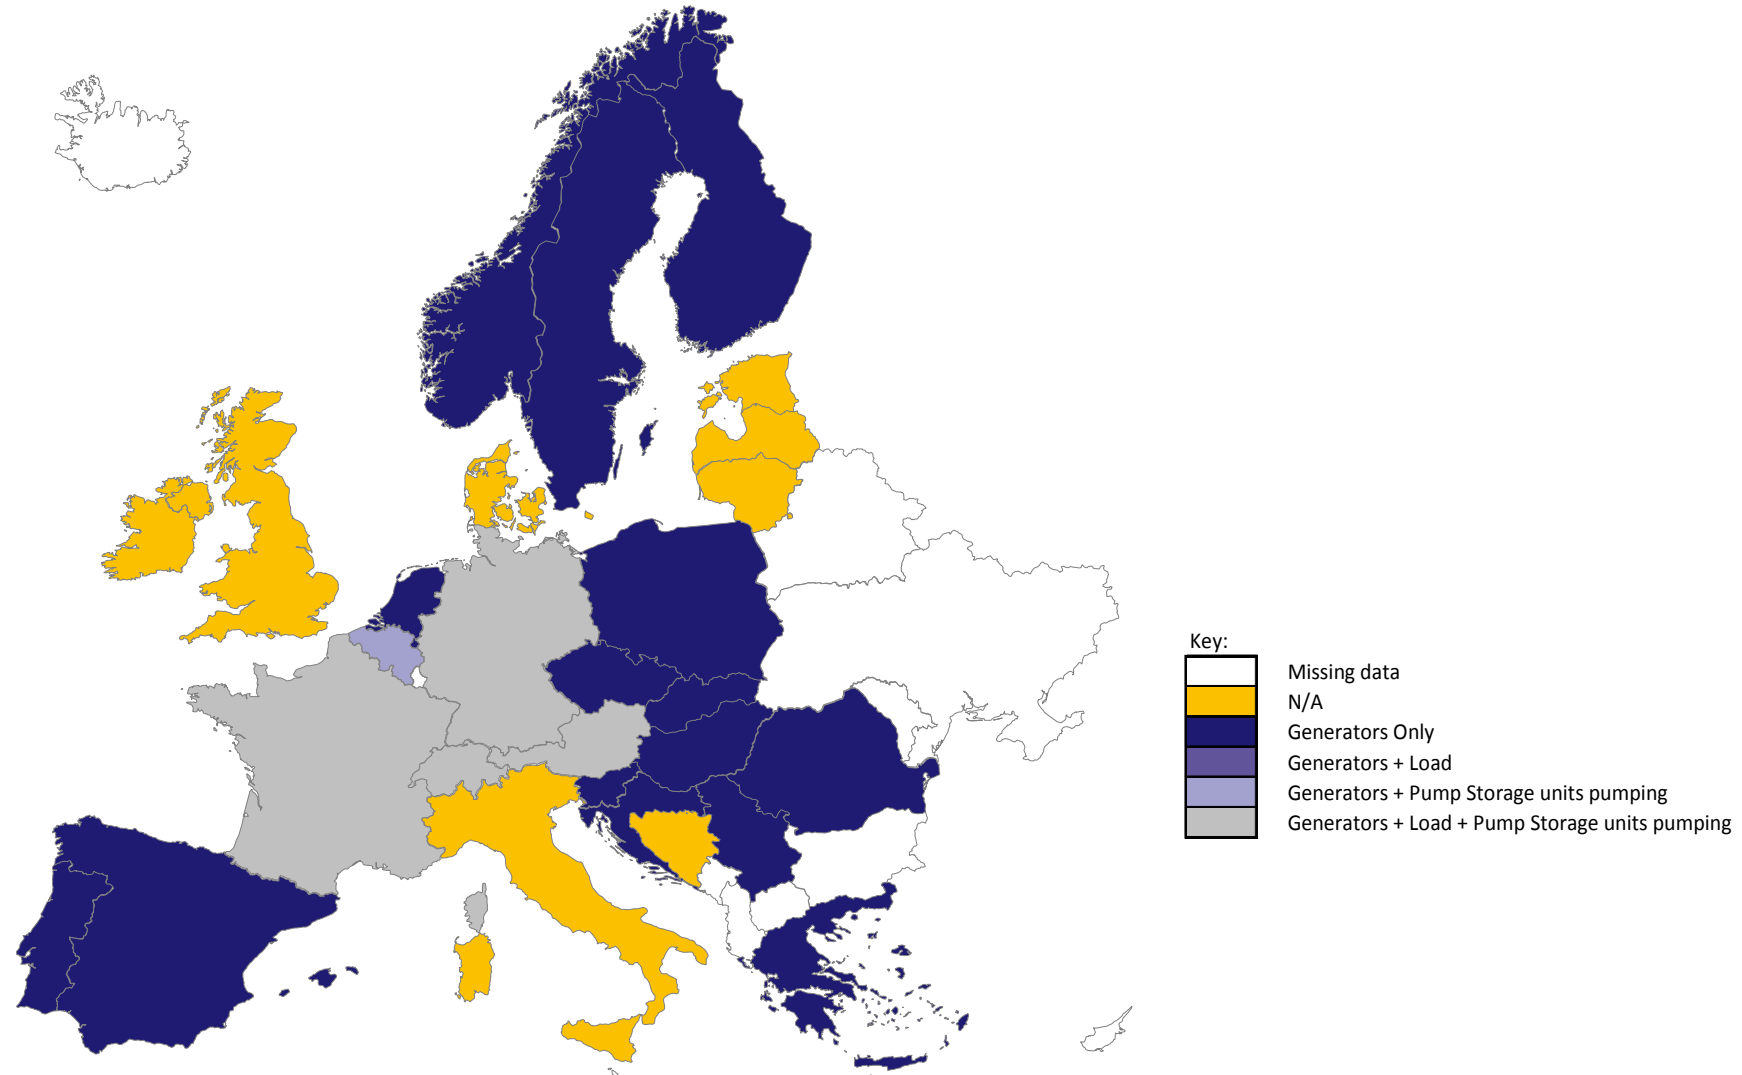 Key:
Missing data
N/A
Generators Only
Generators + Load
Generators + Pump Storage units pumping
Generators + Load + Pump Storage units pumping